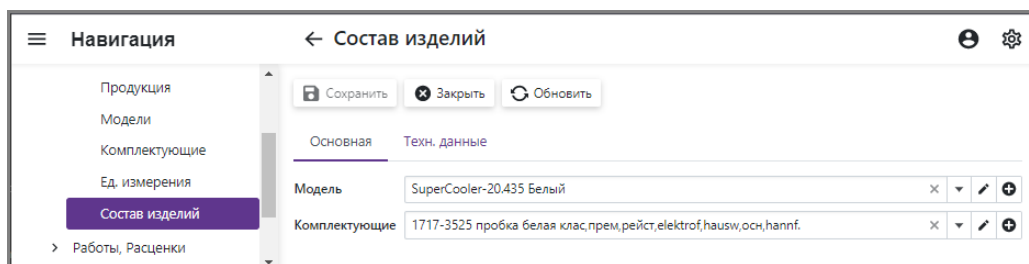 Навигация
Состав изделий
Продукция
Модели
Комплектующие
Ед. измерения
Состав изделий
Работы, Расценки
Сохранить Закрыть Обновить
Основная Техн. данные
Модель SuperCooler-20.435 Белый
Комплектующие 1717-3525 пробка белая клас,прем,рейст,elektrof,hausw,осн,hannf.